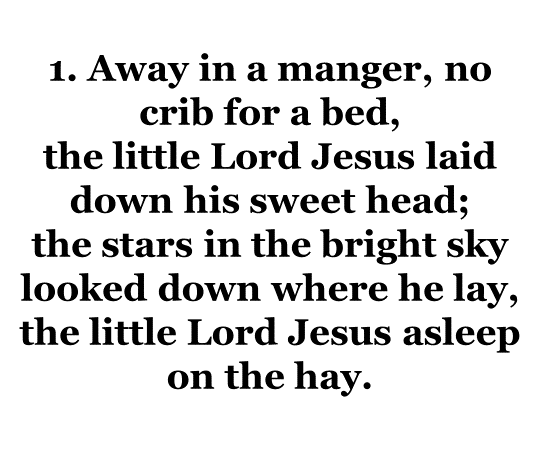 1. Away in a manger, no
crib for a bed,
the little Lord Jesus laid
down his sweet head;
the stars in the bright sky
looked down where he lay,
the little Lord Jesus asleep
on the hay.